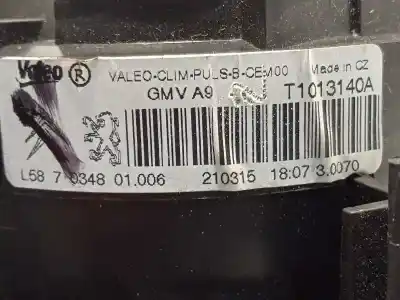 Valeo ® VALEO-CLIM-PULS-B-CEM00 Made in CZ
GMV A9 T1013140A
L58 7 0348 01.006 210315 18:07 3.0070